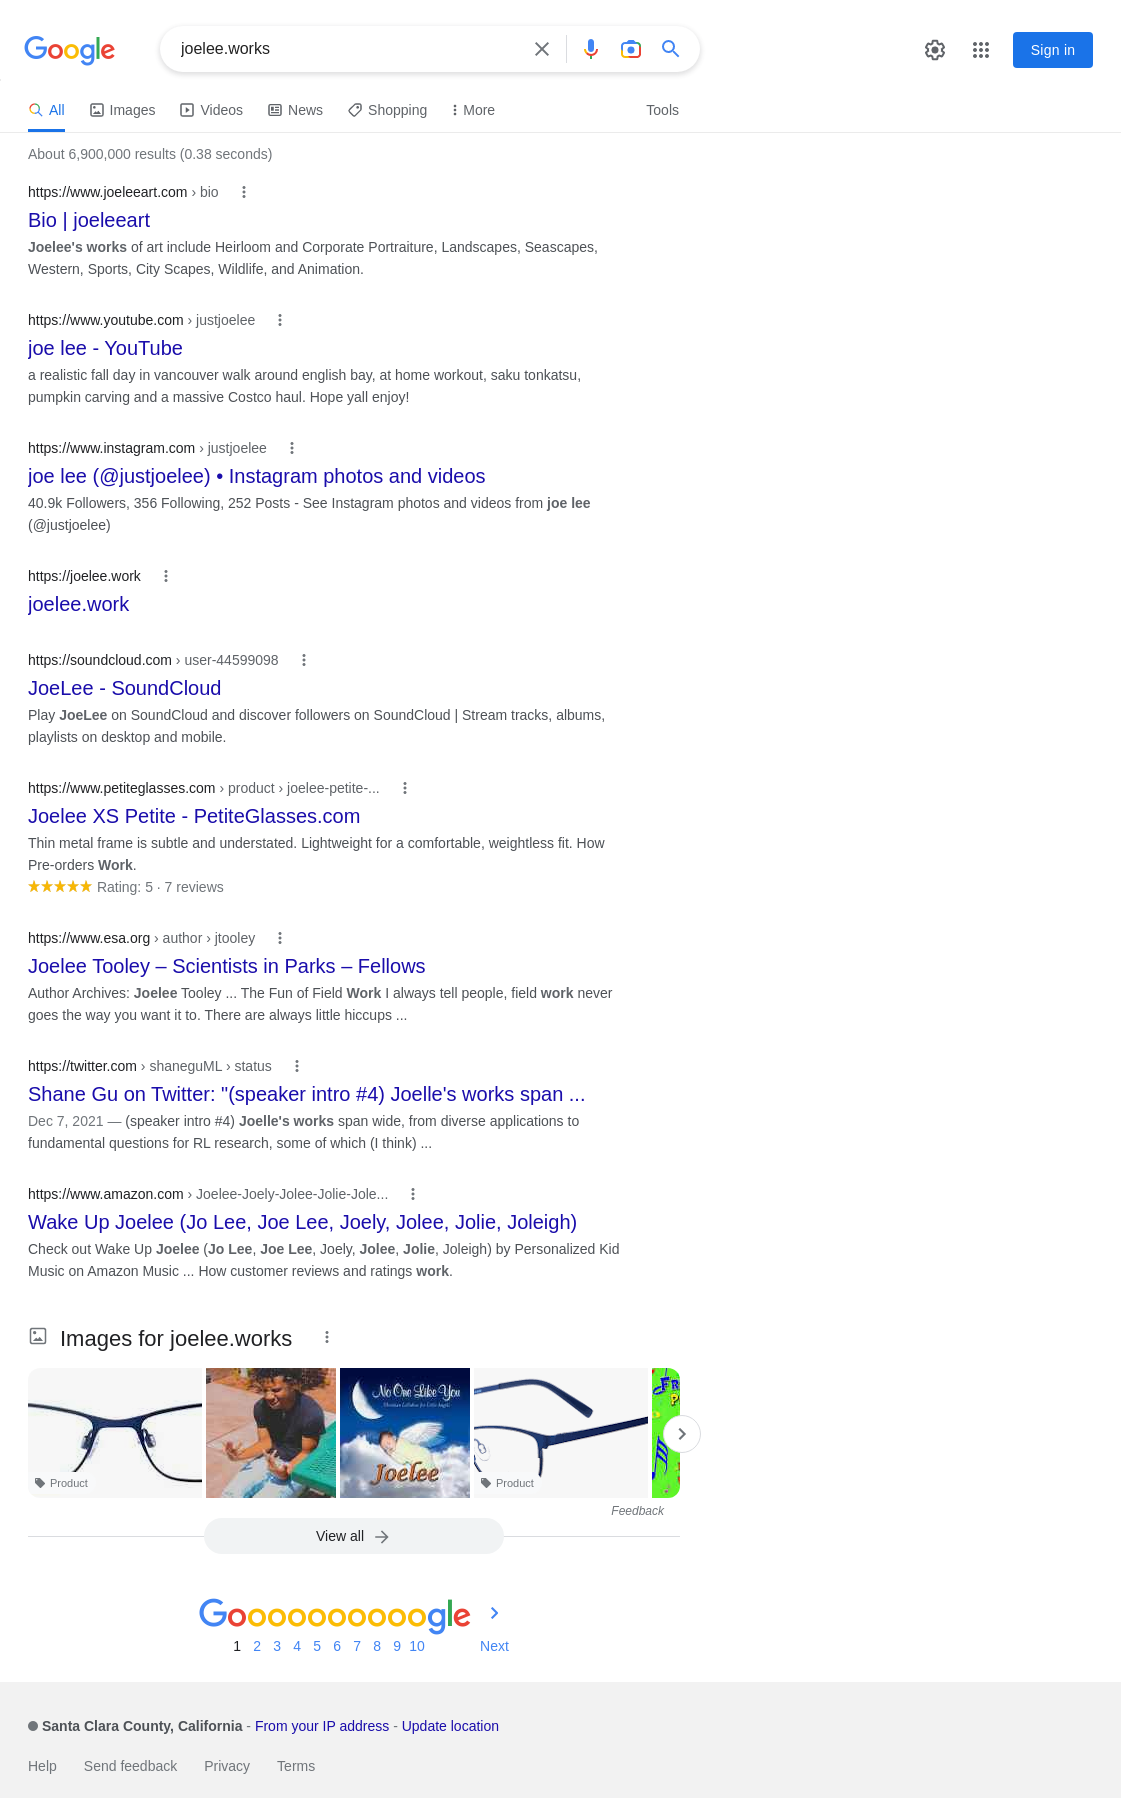 Google
joelee.works
Sign in
All Images Videos News Shopping More Tools
About 6,900,000 results (0.38 seconds)
https://www.joeleeart.com › bio
Bio | joeleeart
Joelee's works of art include Heirloom and Corporate Portraiture, Landscapes, Seascapes,
Western, Sports, City Scapes, Wildlife, and Animation.
https://www.youtube.com › justjoelee
joe lee - YouTube
a realistic fall day in vancouver walk around english bay, at home workout, saku tonkatsu,
pumpkin carving and a massive Costco haul. Hope yall enjoy!
https://www.instagram.com › justjoelee
joe lee (@justjoelee) • Instagram photos and videos
40.9k Followers, 356 Following, 252 Posts - See Instagram photos and videos from joe lee
(@justjoelee)
https://joelee.work
joelee.work
https://soundcloud.com › user-44599098
JoeLee - SoundCloud
Play JoeLee on SoundCloud and discover followers on SoundCloud | Stream tracks, albums,
playlists on desktop and mobile.
https://www.petiteglasses.com › product › joelee-petite-...
Joelee XS Petite - PetiteGlasses.com
Thin metal frame is subtle and understated. Lightweight for a comfortable, weightless fit. How
Pre-orders Work.
Rating: 5 · 7 reviews
https://www.esa.org › author › jtooley
Joelee Tooley – Scientists in Parks – Fellows
Author Archives: Joelee Tooley ... The Fun of Field Work I always tell people, field work never
goes the way you want it to. There are always little hiccups ...
https://twitter.com › shaneguML › status
Shane Gu on Twitter: "(speaker intro #4) Joelle's works span ...
Dec 7, 2021 — (speaker intro #4) Joelle's works span wide, from diverse applications to
fundamental questions for RL research, some of which (I think) ...
https://www.amazon.com › Joelee-Joely-Jolee-Jolie-Jole...
Wake Up Joelee (Jo Lee, Joe Lee, Joely, Jolee, Jolie, Joleigh)
Check out Wake Up Joelee (Jo Lee, Joe Lee, Joely, Jolee, Jolie, Joleigh) by Personalized Kid
Music on Amazon Music ... How customer reviews and ratings work.
Images for joelee.works
No One Like You
Joelee
Product
Product
Feedback
View all
Goooooooooogle
1 2 3 4 5 6 7 8 9 10 Next
Santa Clara County, California - From your IP address - Update location
Help Send feedback Privacy Terms